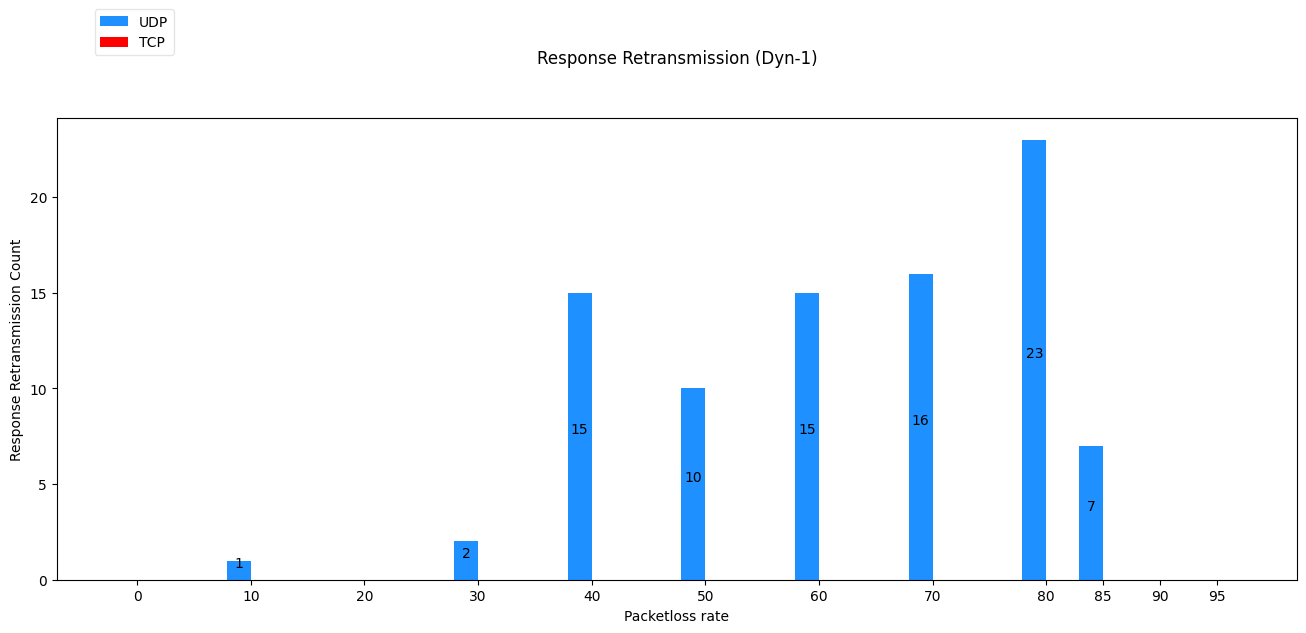 UDP
TCP
Response Retransmission (Dyn-1)
Response Retransmission Count
20
15
10
5
0
1
2
15
10
15
16
23
7
0 10 20 30 40 50 60 70 80 85 90 95
Packetloss rate